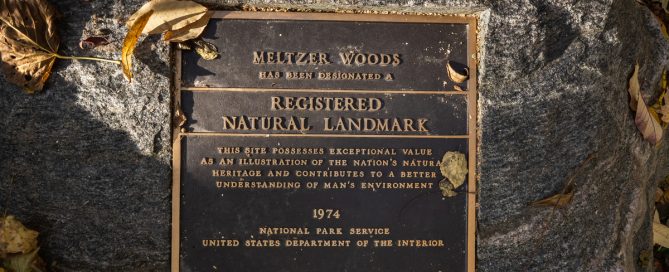 MELTZER WOODS
HAS BEEN DESIGNATED A
REGISTERED
NATURAL LANDMARK
THIS SITE POSSESSES EXCEPTIONAL VALUE
AS AN ILLUSTRATION OF THE NATION'S NATURA
HERITAGE AND CONTRIBUTES TO A BETTER
UNDERSTANDING OF MAN'S ENVIRONMENT
1974
NATIONAL PARK SERVICE
UNITED STATES DEPARTMENT OF THE INTERIOR